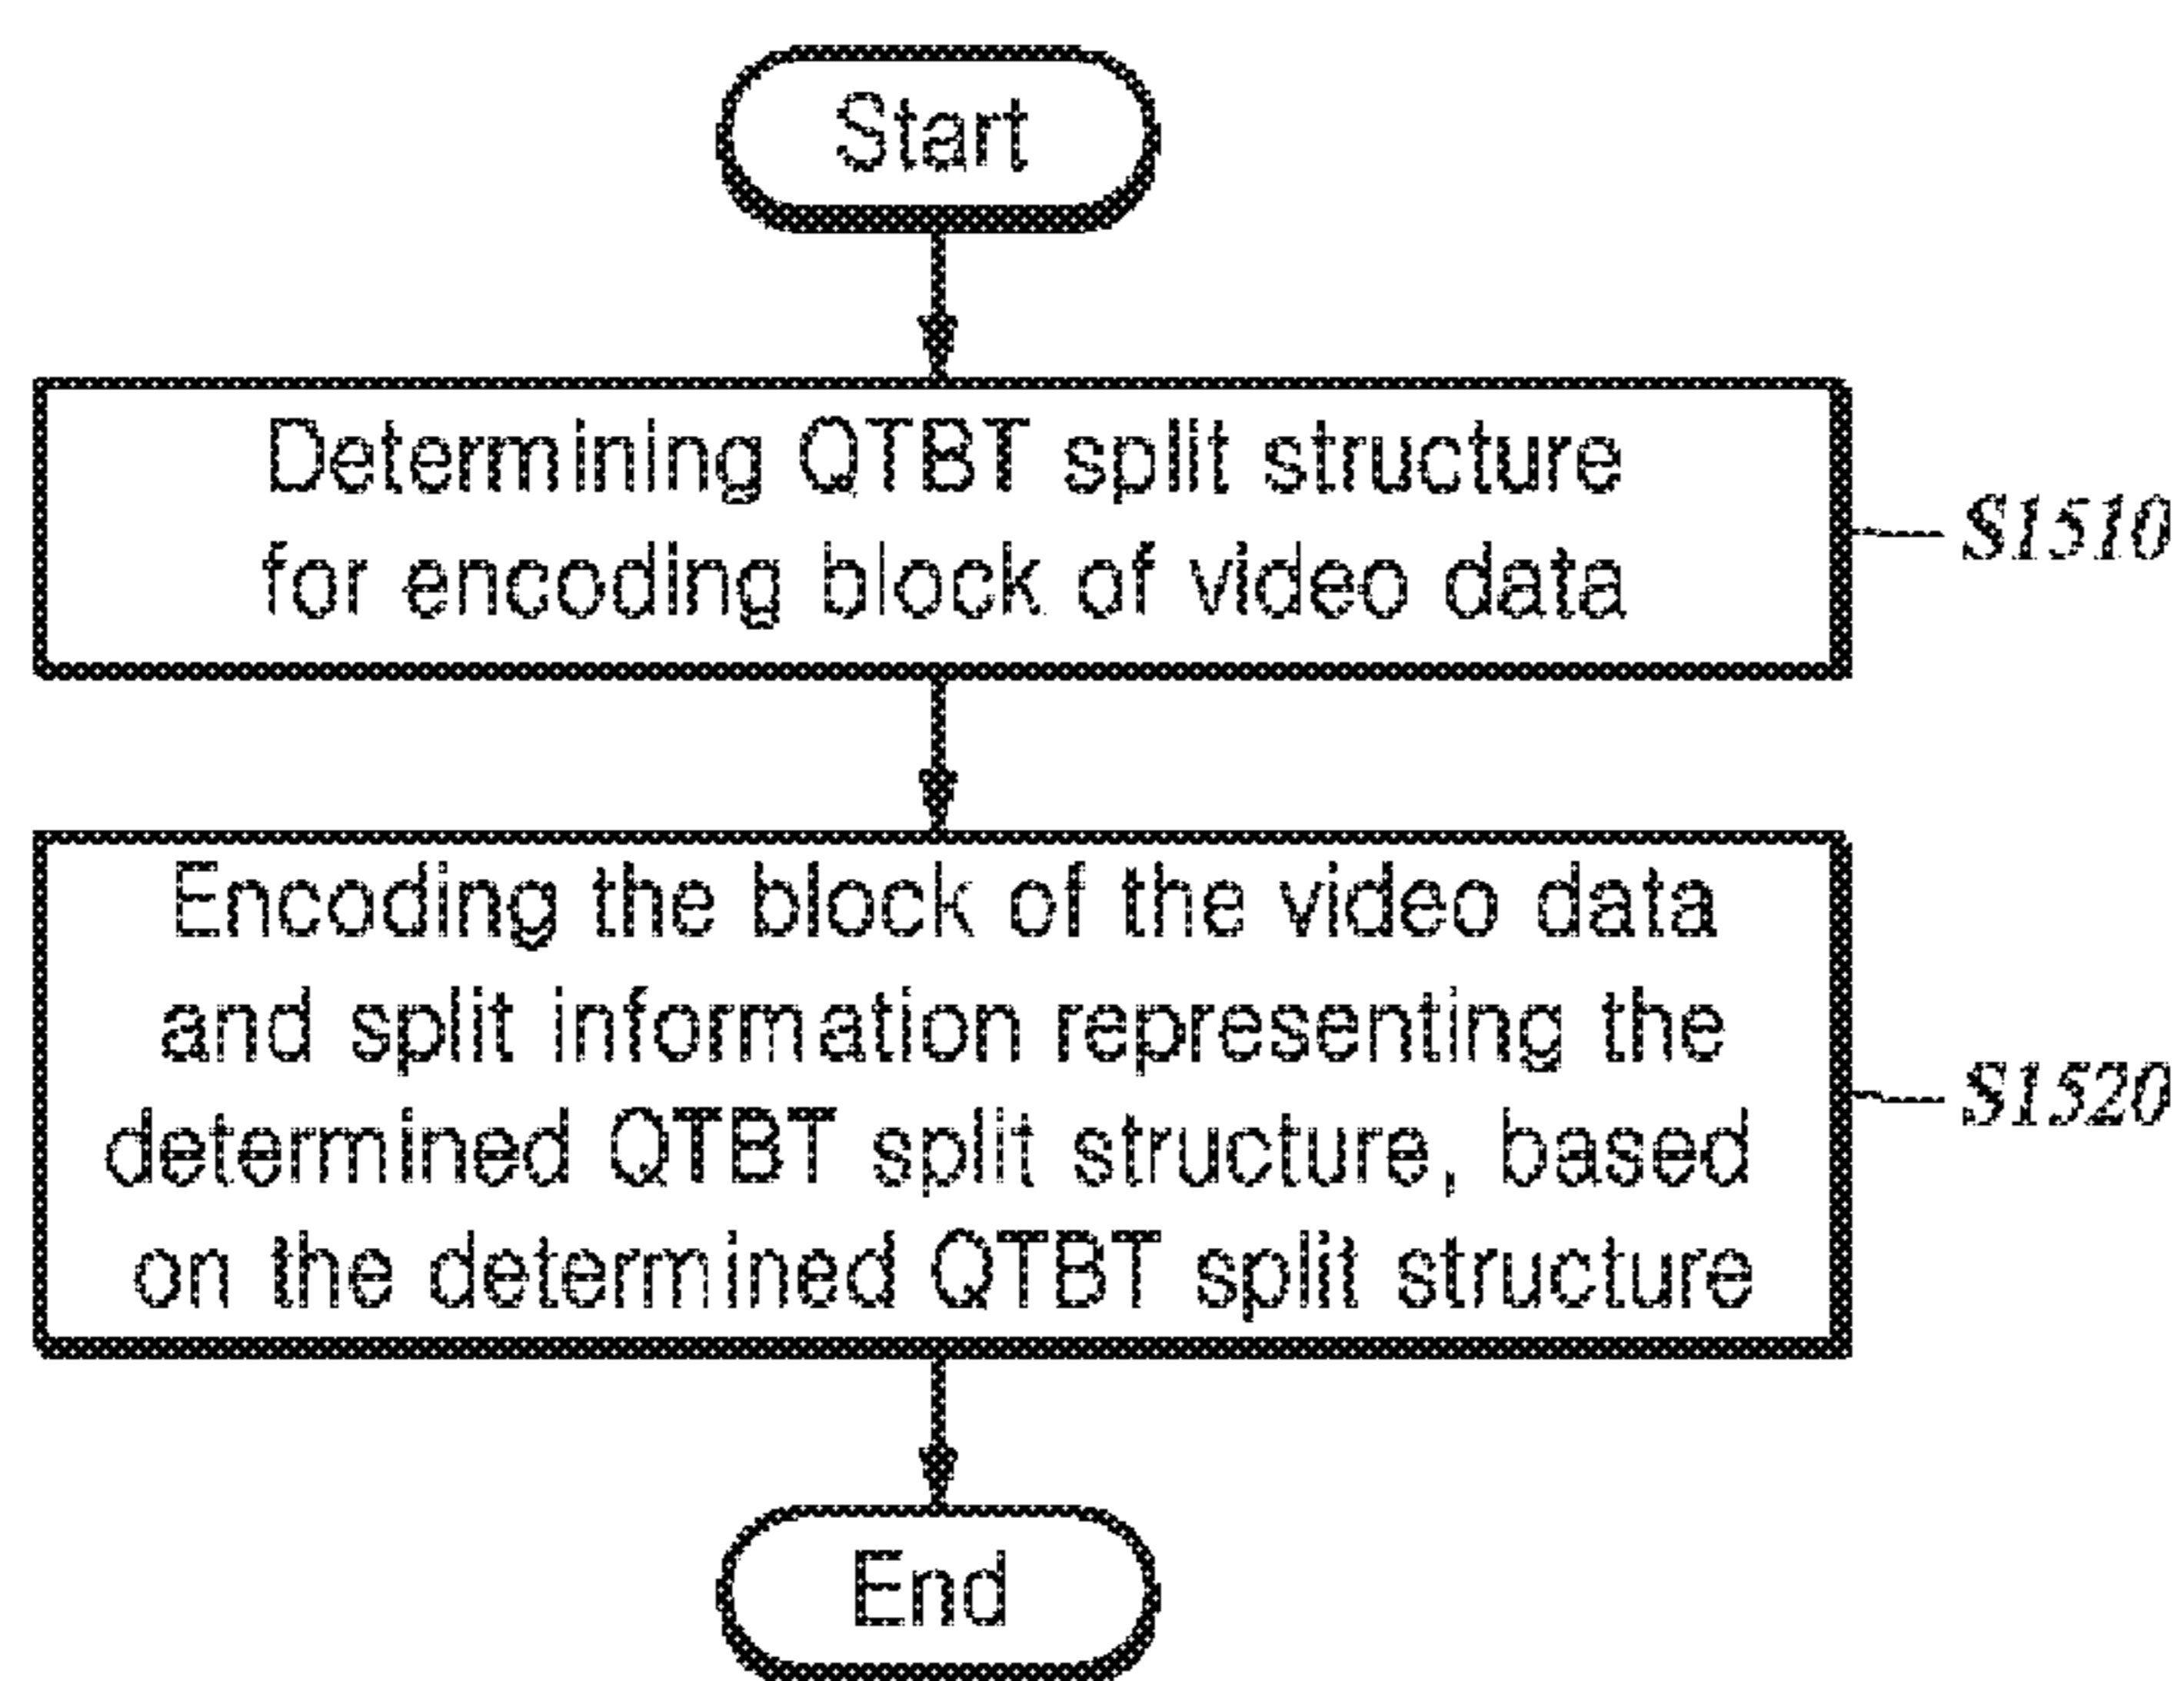 Start
Determining QTBT split structure
for encoding block of video data
S1510
Encoding the block of the video data
and split information representing the
determined QTBT split structure, based
on the determined QTBT split structure
S1520
End